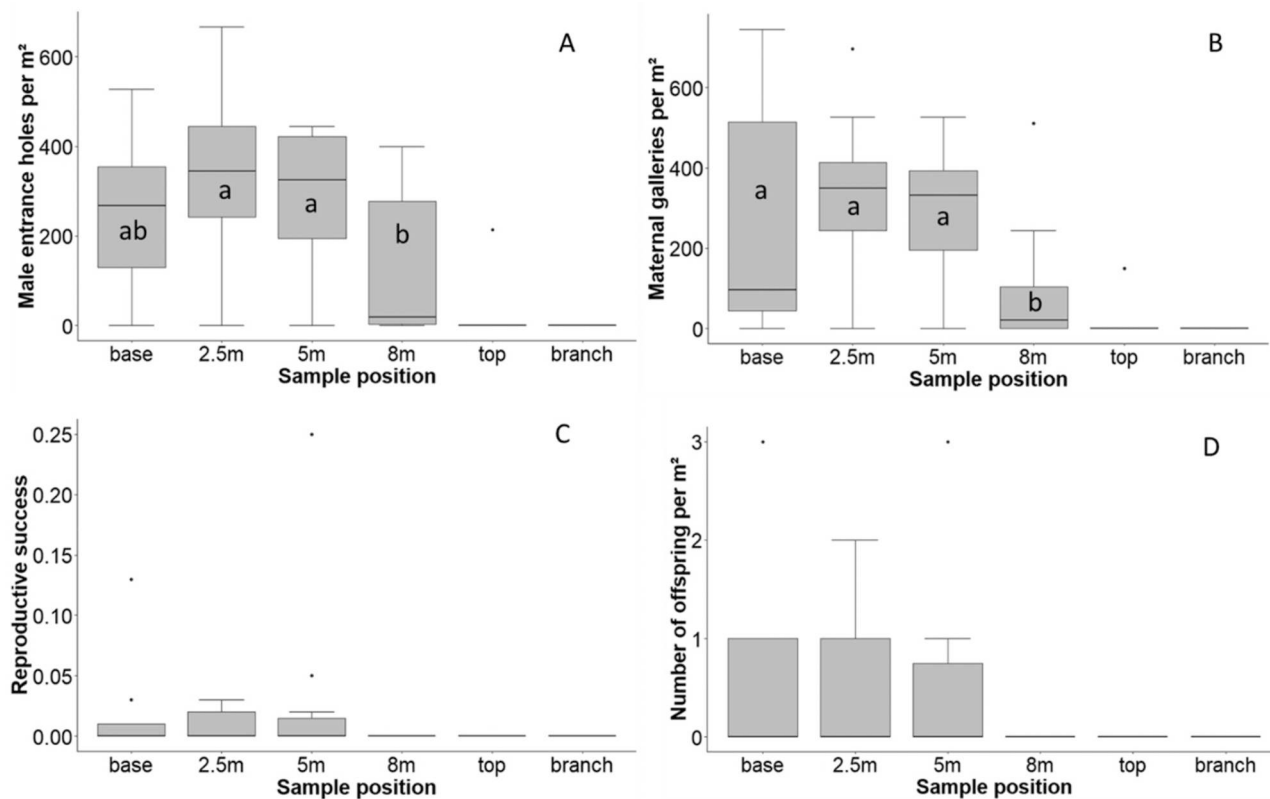 A
Male entrance holes per m²
600
400
200
0
ab
a
a
b
base 2.5m 5m 8m top branch
Sample position
B
Maternal galleries per m²
600
400
200
0
a
a
a
b
base 2.5m 5m 8m top branch
Sample position
C
Reproductive success
0.25
0.20
0.15
0.10
0.05
0.00
base 2.5m 5m 8m top branch
Sample position
D
Number of offspring per m²
3
2
1
0
base 2.5m 5m 8m top branch
Sample position